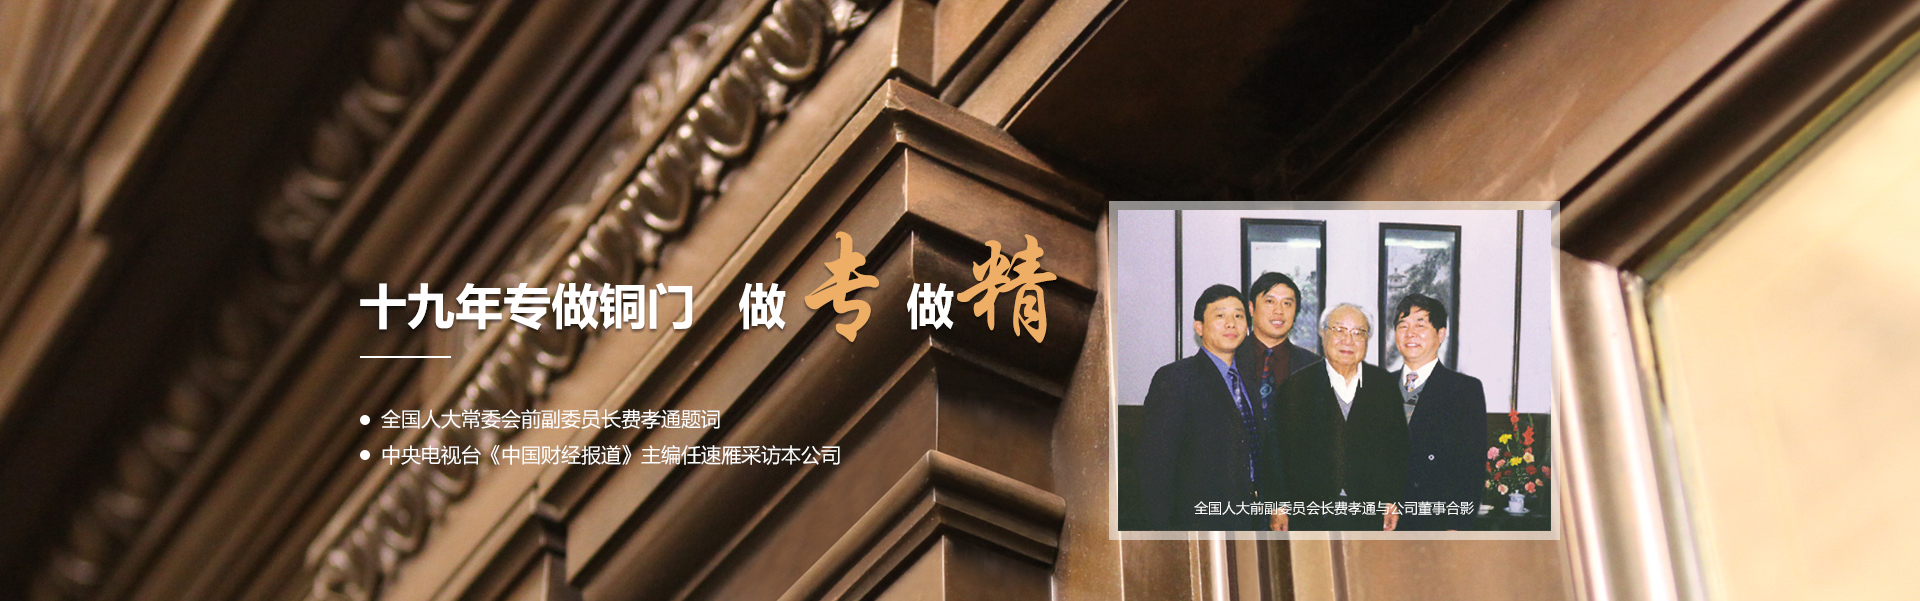 十九年专做铜门 做专 做精
全国人大常委会前副委员长费孝通题词
中央电视台《中国财经报道》主编任速雁采访本公司
全国人大前副委员会长费孝通与公司董事合影